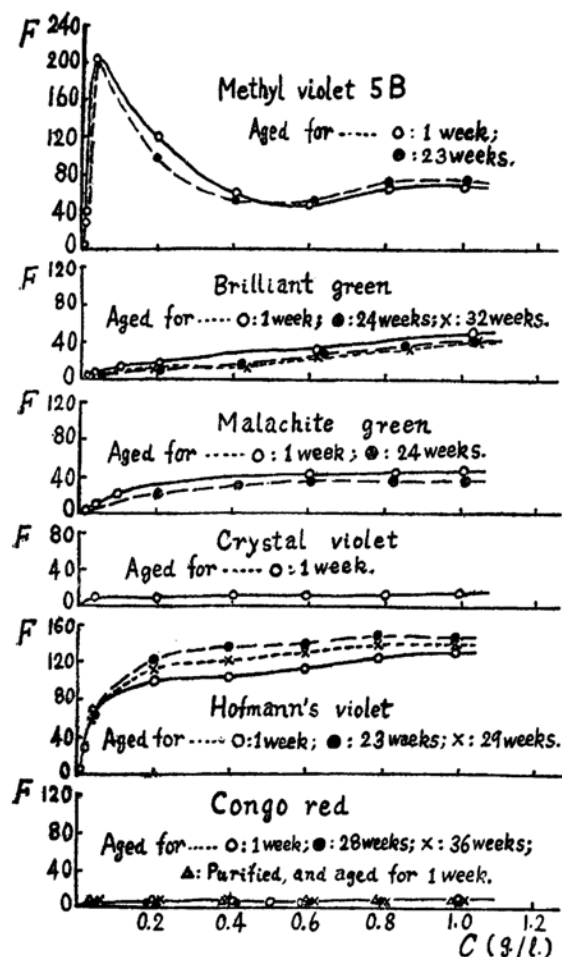 F
200
160
120
80
40
0
Methyl violet 5B
Aged for ----- o: 1 week;
●: 23 weeks.
F
120
80
40
0
Brilliant green
Aged for ----- o: 1 week; ●: 24 weeks; x: 32 weeks.
F
120
80
40
0
Malachite green
Aged for ----- o: 1 week; ●: 24 weeks.
F
80
40
0
Crystal violet
Aged for ----- o: 1 week.
F
160
120
80
40
0
Hofmann's violet
Aged for ----- o: 1 week; ●: 23 weeks; x: 29 weeks.
F
120
80
40
0
Congo red
Aged for ----- o: 1 week; ●: 28 weeks; x: 36 weeks;
▲: Purified, and aged for 1 week.
0.2 0.4 0.6 0.8 1.0 1.2
C (g./l.)